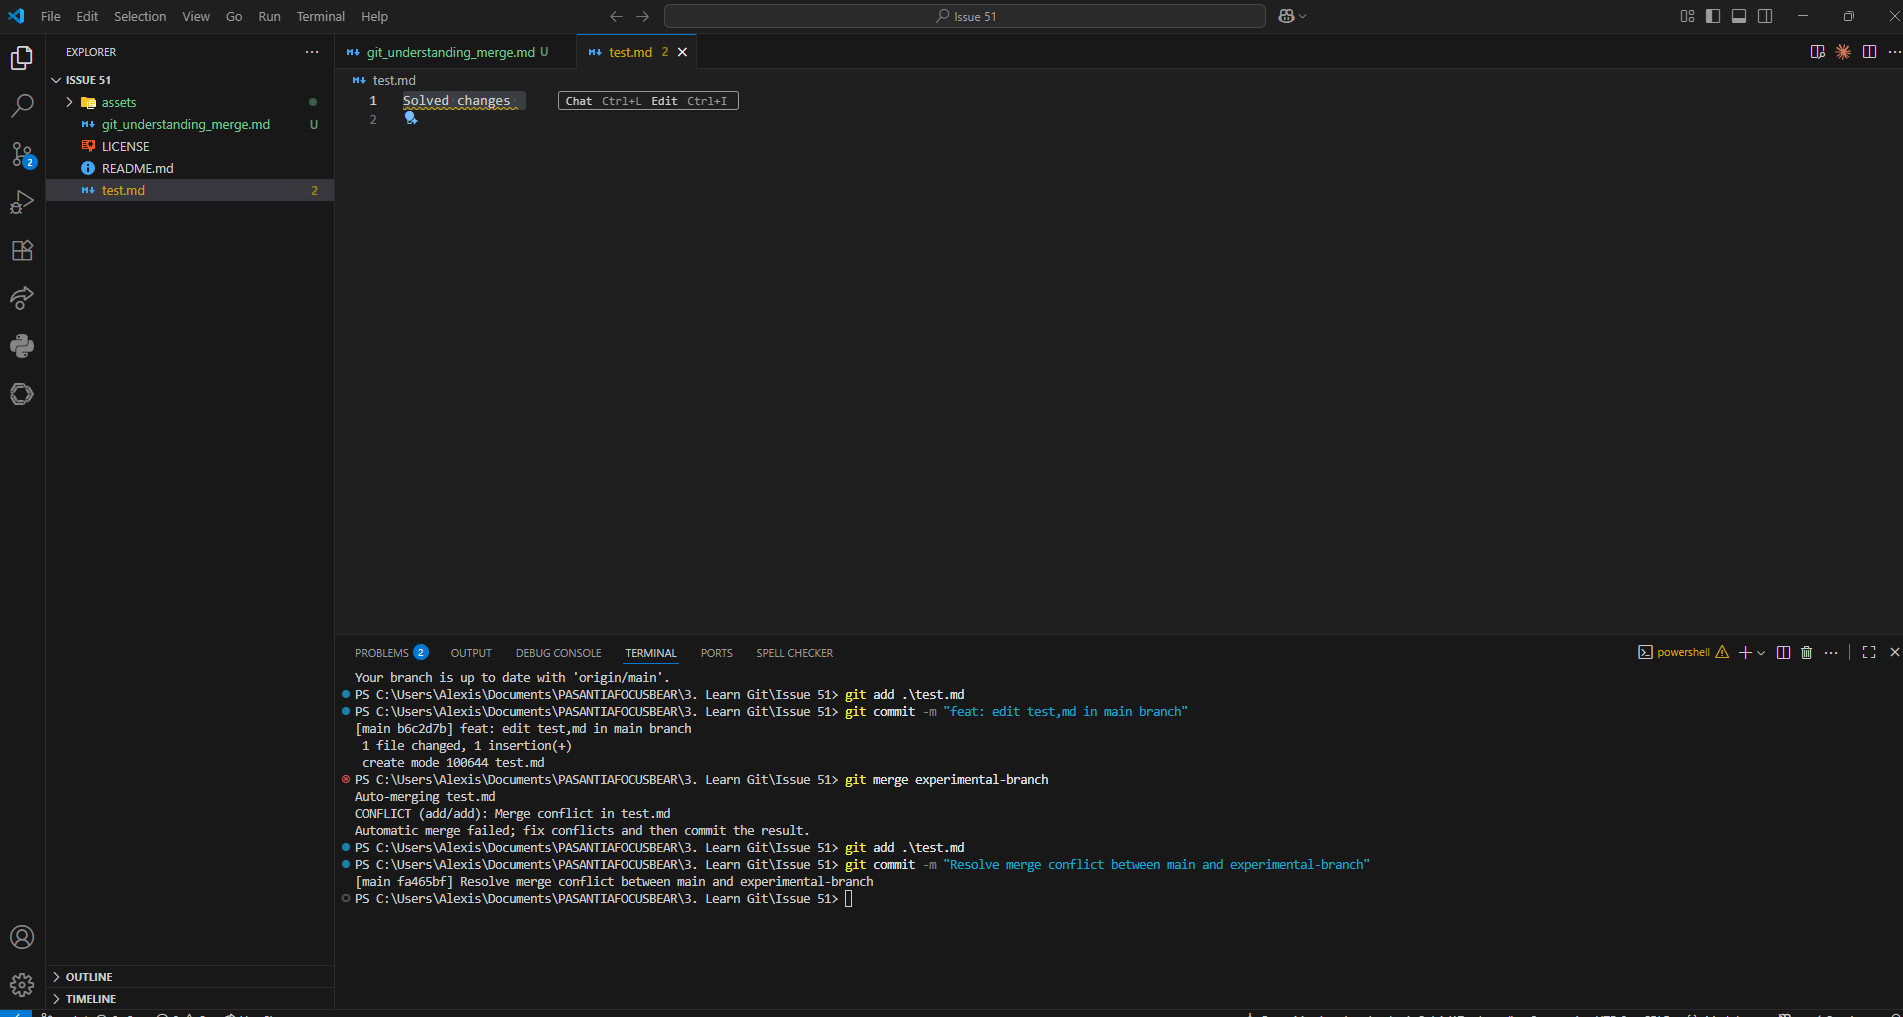 File Edit Selection View Go Run Terminal Help
Issue 51
EXPLORER
ISSUE 51
assets
git_understanding_merge.md U
LICENSE
README.md
test.md 2
2
git_understanding_merge.md U
test.md 2
test.md
1 Solved changes
Chat Ctrl+L Edit Ctrl+I
2
PROBLEMS 2 OUTPUT DEBUG CONSOLE TERMINAL PORTS SPELL CHECKER
powershell
Your branch is up to date with 'origin/main'.
PS C:\Users\Alexis\Documents\PASANTIAFOCUSBEAR\3. Learn Git\Issue 51> git add .\test.md
PS C:\Users\Alexis\Documents\PASANTIAFOCUSBEAR\3. Learn Git\Issue 51> git commit -m "feat: edit test,md in main branch"
[main b6c2d7b] feat: edit test,md in main branch
1 file changed, 1 insertion(+)
create mode 100644 test.md
PS C:\Users\Alexis\Documents\PASANTIAFOCUSBEAR\3. Learn Git\Issue 51> git merge experimental-branch
Auto-merging test.md
CONFLICT (add/add): Merge conflict in test.md
Automatic merge failed; fix conflicts and then commit the result.
PS C:\Users\Alexis\Documents\PASANTIAFOCUSBEAR\3. Learn Git\Issue 51> git add .\test.md
PS C:\Users\Alexis\Documents\PASANTIAFOCUSBEAR\3. Learn Git\Issue 51> git commit -m "Resolve merge conflict between main and experimental-branch"
[main fa465bf] Resolve merge conflict between main and experimental-branch
PS C:\Users\Alexis\Documents\PASANTIAFOCUSBEAR\3. Learn Git\Issue 51>
OUTLINE
TIMELINE